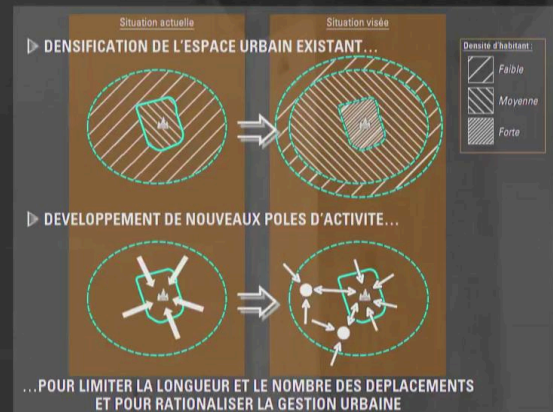 Situation actuelle
Situation visée
DENSIFICATION DE L'ESPACE URBAIN EXISTANT...
Densité d'habitant:
Faible
Moyenne
Forte
DEVELOPPEMENT DE NOUVEAUX POLES D'ACTIVITE...
...POUR LIMITER LA LONGUEUR ET LE NOMBRE DES DEPLACEMENTS
ET POUR RATIONALISER LA GESTION URBAINE